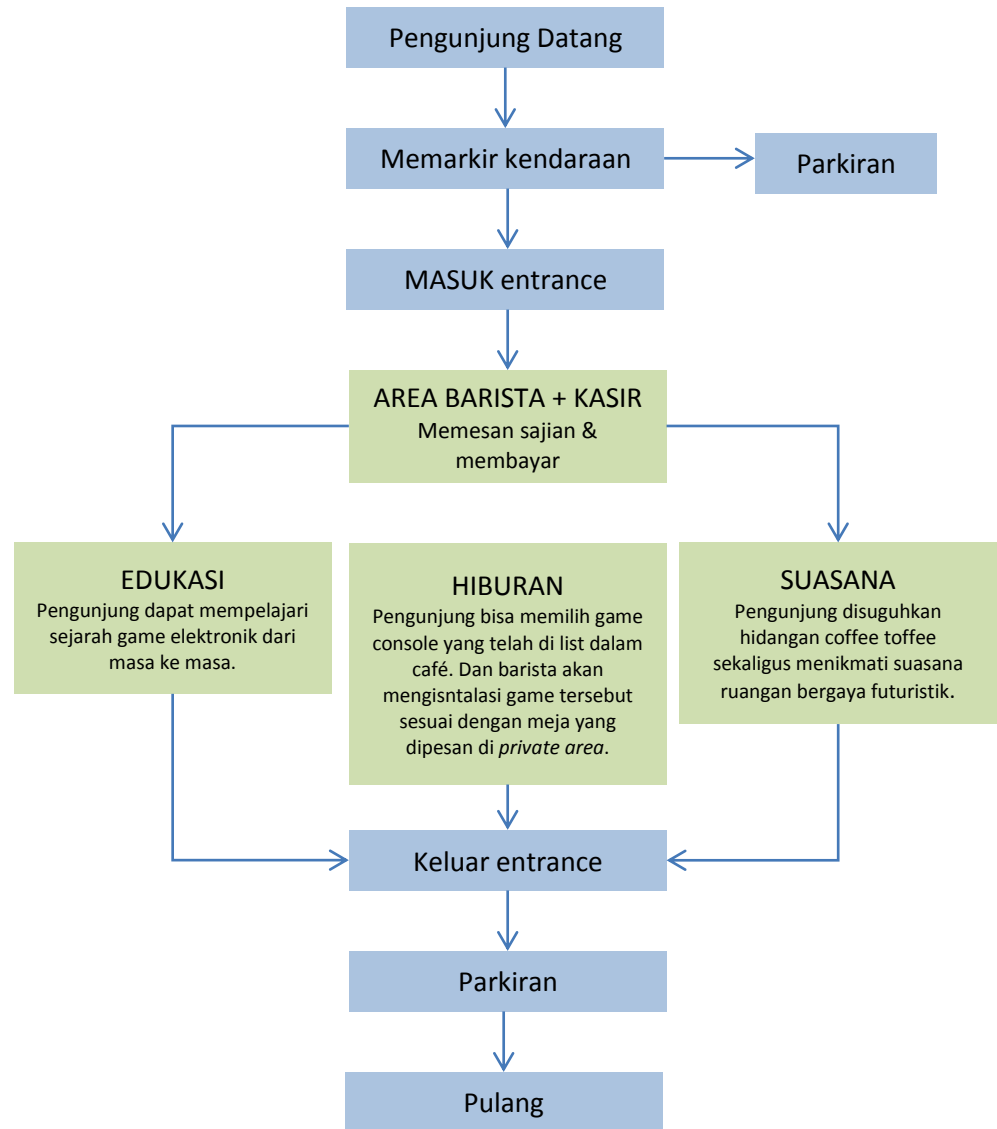 Pengunjung Datang
Memarkir kendaraan
Parkiran
MASUK entrance
AREA BARISTA + KASIR
Memesan sajian &
membayar
EDUKASI
Pengunjung dapat mempelajari
sejarah game elektronik dari
masa ke masa.
HIBURAN
Pengunjung bisa memilih game
console yang telah di list dalam
café. Dan barista akan
mengisntalasi game tersebut
sesuai dengan meja yang
dipesan di private area.
SUASANA
Pengunjung disuguhkan
hidangan coffee toffee
sekaligus menikmati suasana
ruangan bergaya futuristik.
Keluar entrance
Parkiran
Pulang